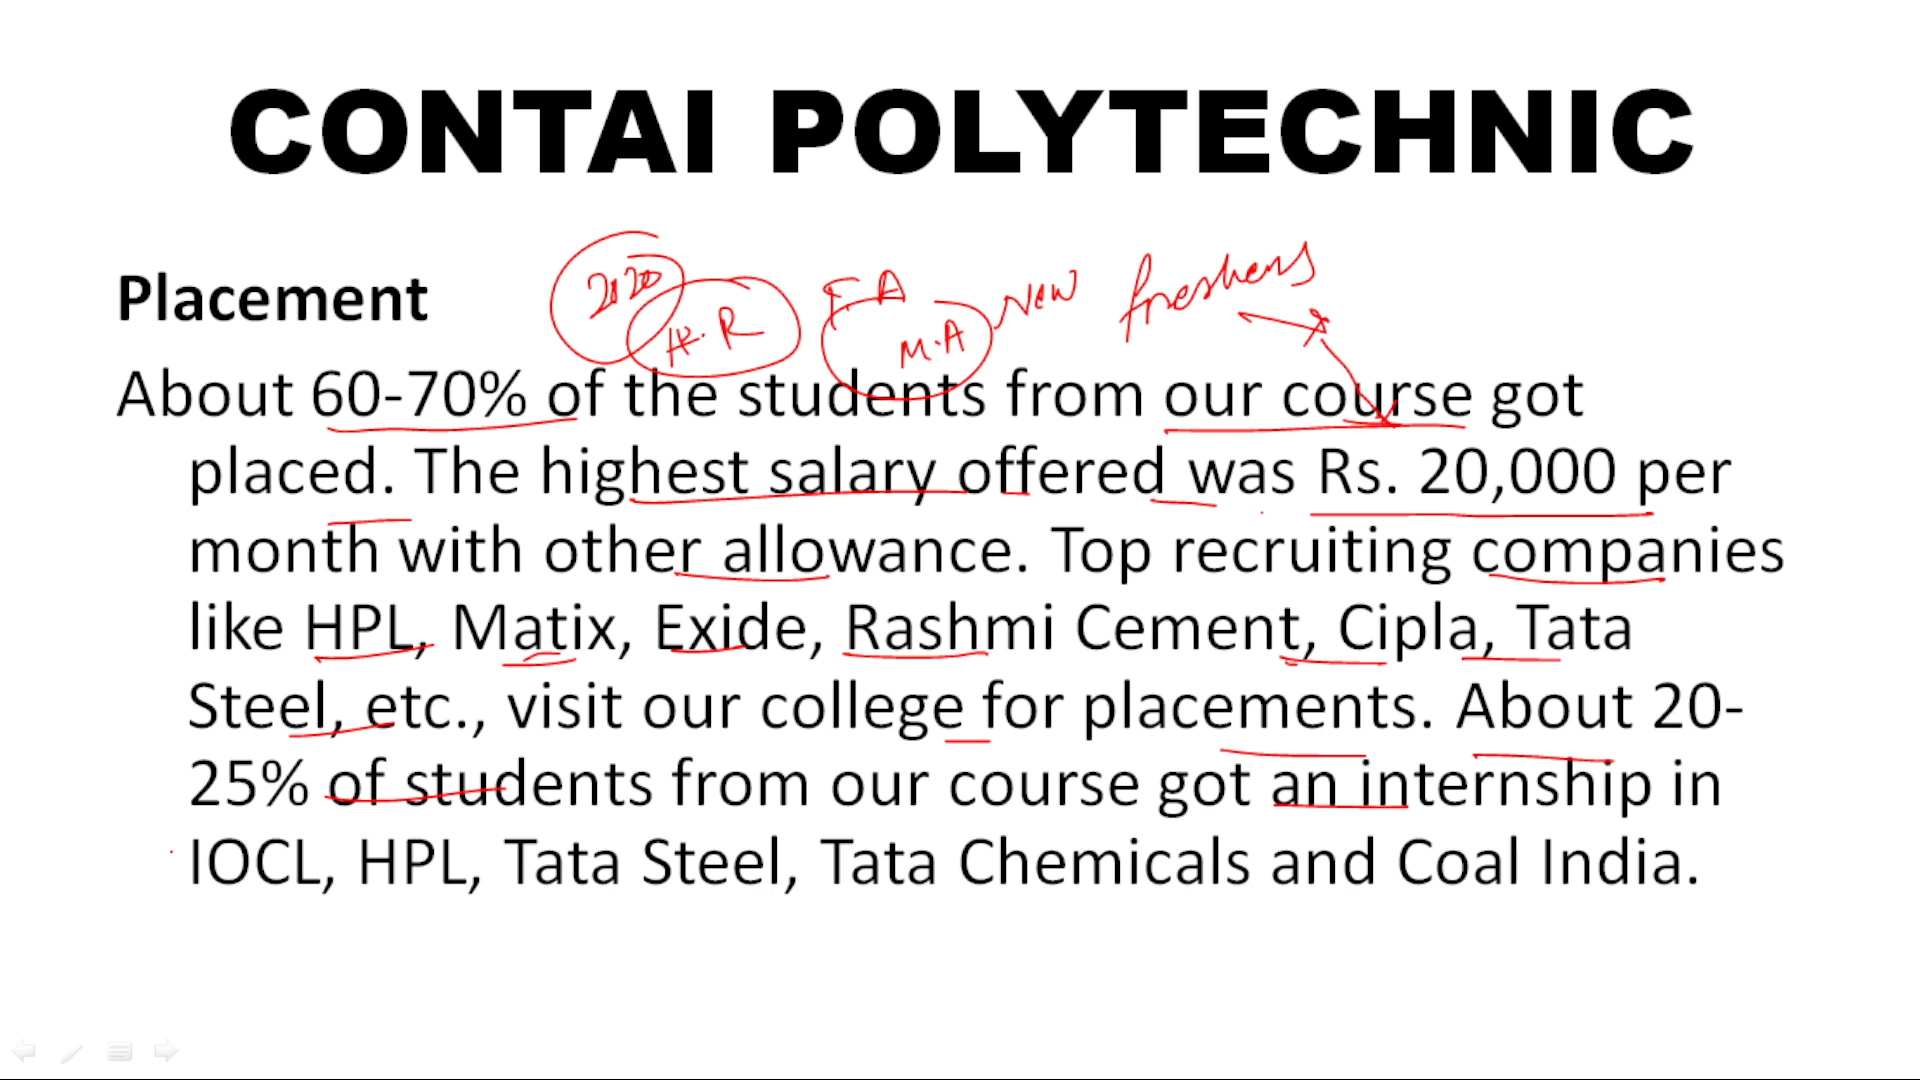 CONTAI POLYTECHNIC
Placement
2020
H.R
F.A
M.A
New freshers
About 60-70% of the students from our course got
placed. The highest salary offered was Rs. 20,000 per
month with other allowance. Top recruiting companies
like HPL, Matix, Exide, Rashmi Cement, Cipla, Tata
Steel, etc., visit our college for placements. About 20-
25% of students from our course got an internship in
IOCL, HPL, Tata Steel, Tata Chemicals and Coal India.